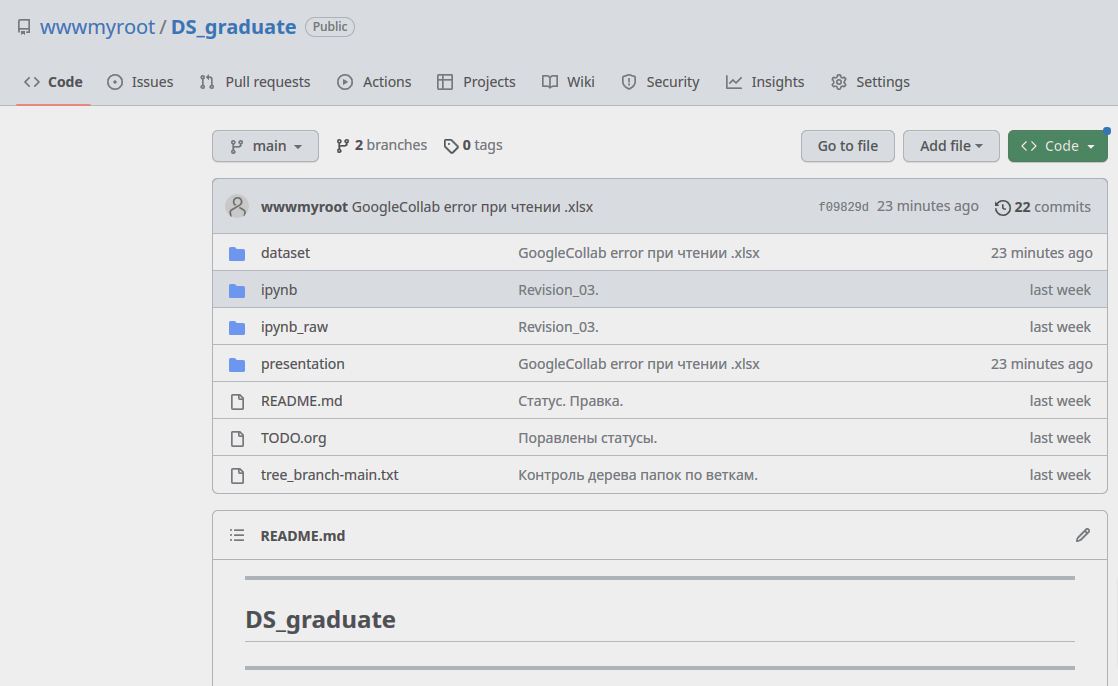 wwwmyroot / DS_graduate Public
Code Issues Pull requests Actions Projects Wiki Security Insights Settings
main 2 branches 0 tags Go to file Add file Code
wwwmyroot GoogleCollab error при чтении .xlsx f09829d 23 minutes ago 22 commits
dataset GoogleCollab error при чтении .xlsx 23 minutes ago
ipynb Revision_03. last week
ipynb_raw Revision_03. last week
presentation GoogleCollab error при чтении .xlsx 23 minutes ago
README.md Статус. Правка. last week
TODO.org Поравлены статусы. last week
tree_branch-main.txt Контроль дерева папок по веткам. last week
README.md
DS_graduate